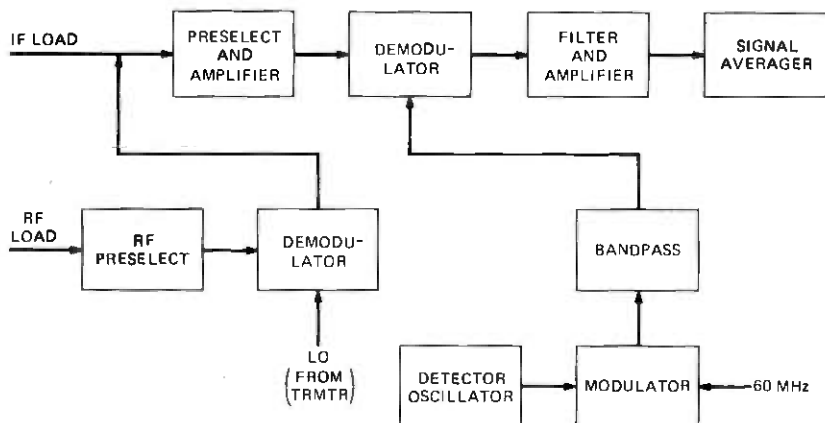 IF LOAD
PRESELECT
AND
AMPLIFIER
DEMODU-
LATOR
FILTER
AND
AMPLIFIER
SIGNAL
AVERAGER
RF
LOAD
RF
PRESELECT
DEMODU-
LATOR
BANDPASS
LO
(FROM
TRMTR)
DETECTOR
OSCILLATOR
MODULATOR
60 MHz